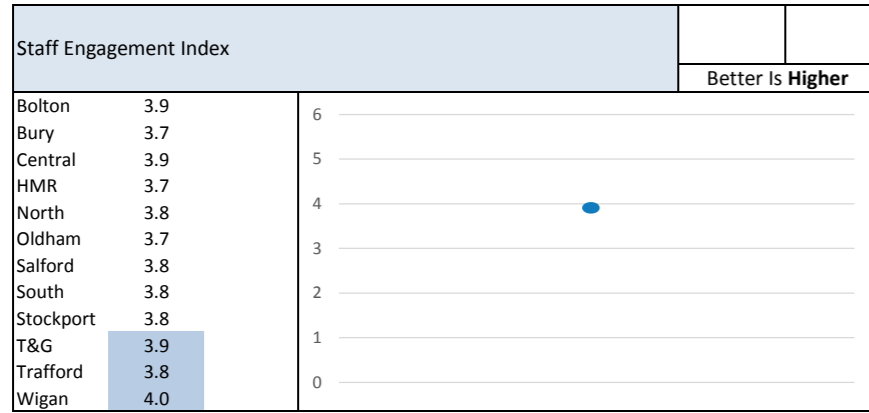 Staff Engagement Index
Better Is Higher
Bolton 3.9
Bury 3.7
Central 3.9
HMR 3.7
North 3.8
Oldham 3.7
Salford 3.8
South 3.8
Stockport 3.8
T&G 3.9
Trafford 3.8
Wigan 4.0
6
5
4
3
2
1
0